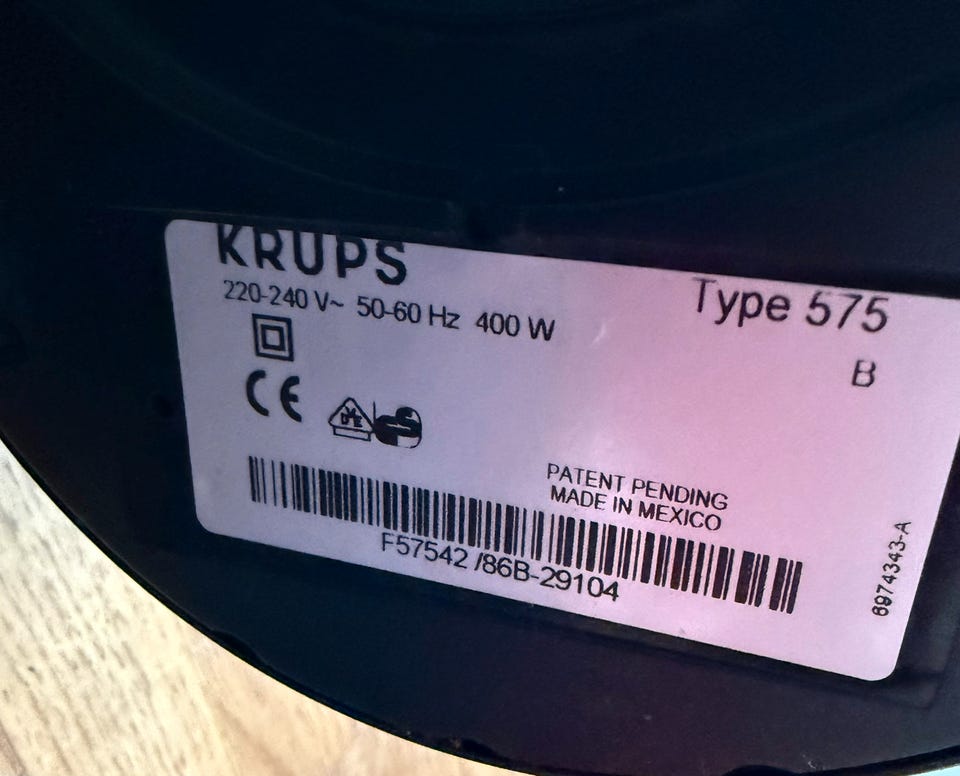 KRUPS
220-240 V~ 50-60 Hz 400 W
Type 575
B
CE
PATENT PENDING
MADE IN MEXICO
F57542 /86B-29104
8974343-A